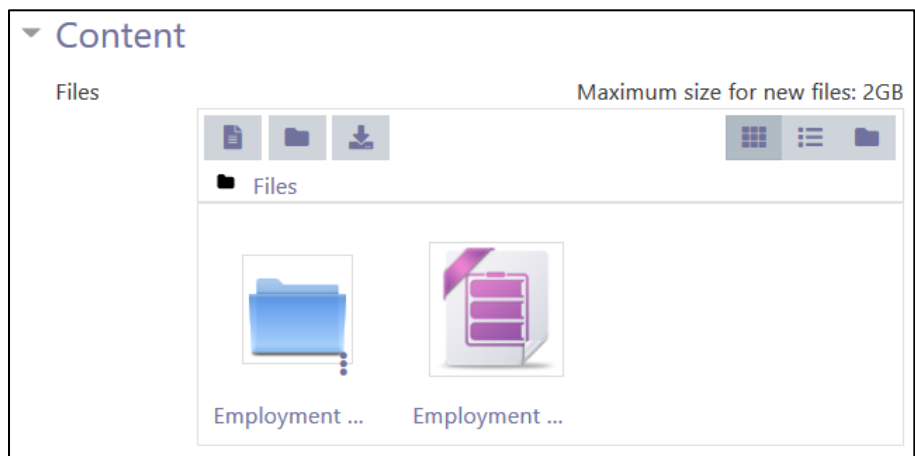 Content
Files
Maximum size for new files: 2GB
Files
Employment ...
Employment ...